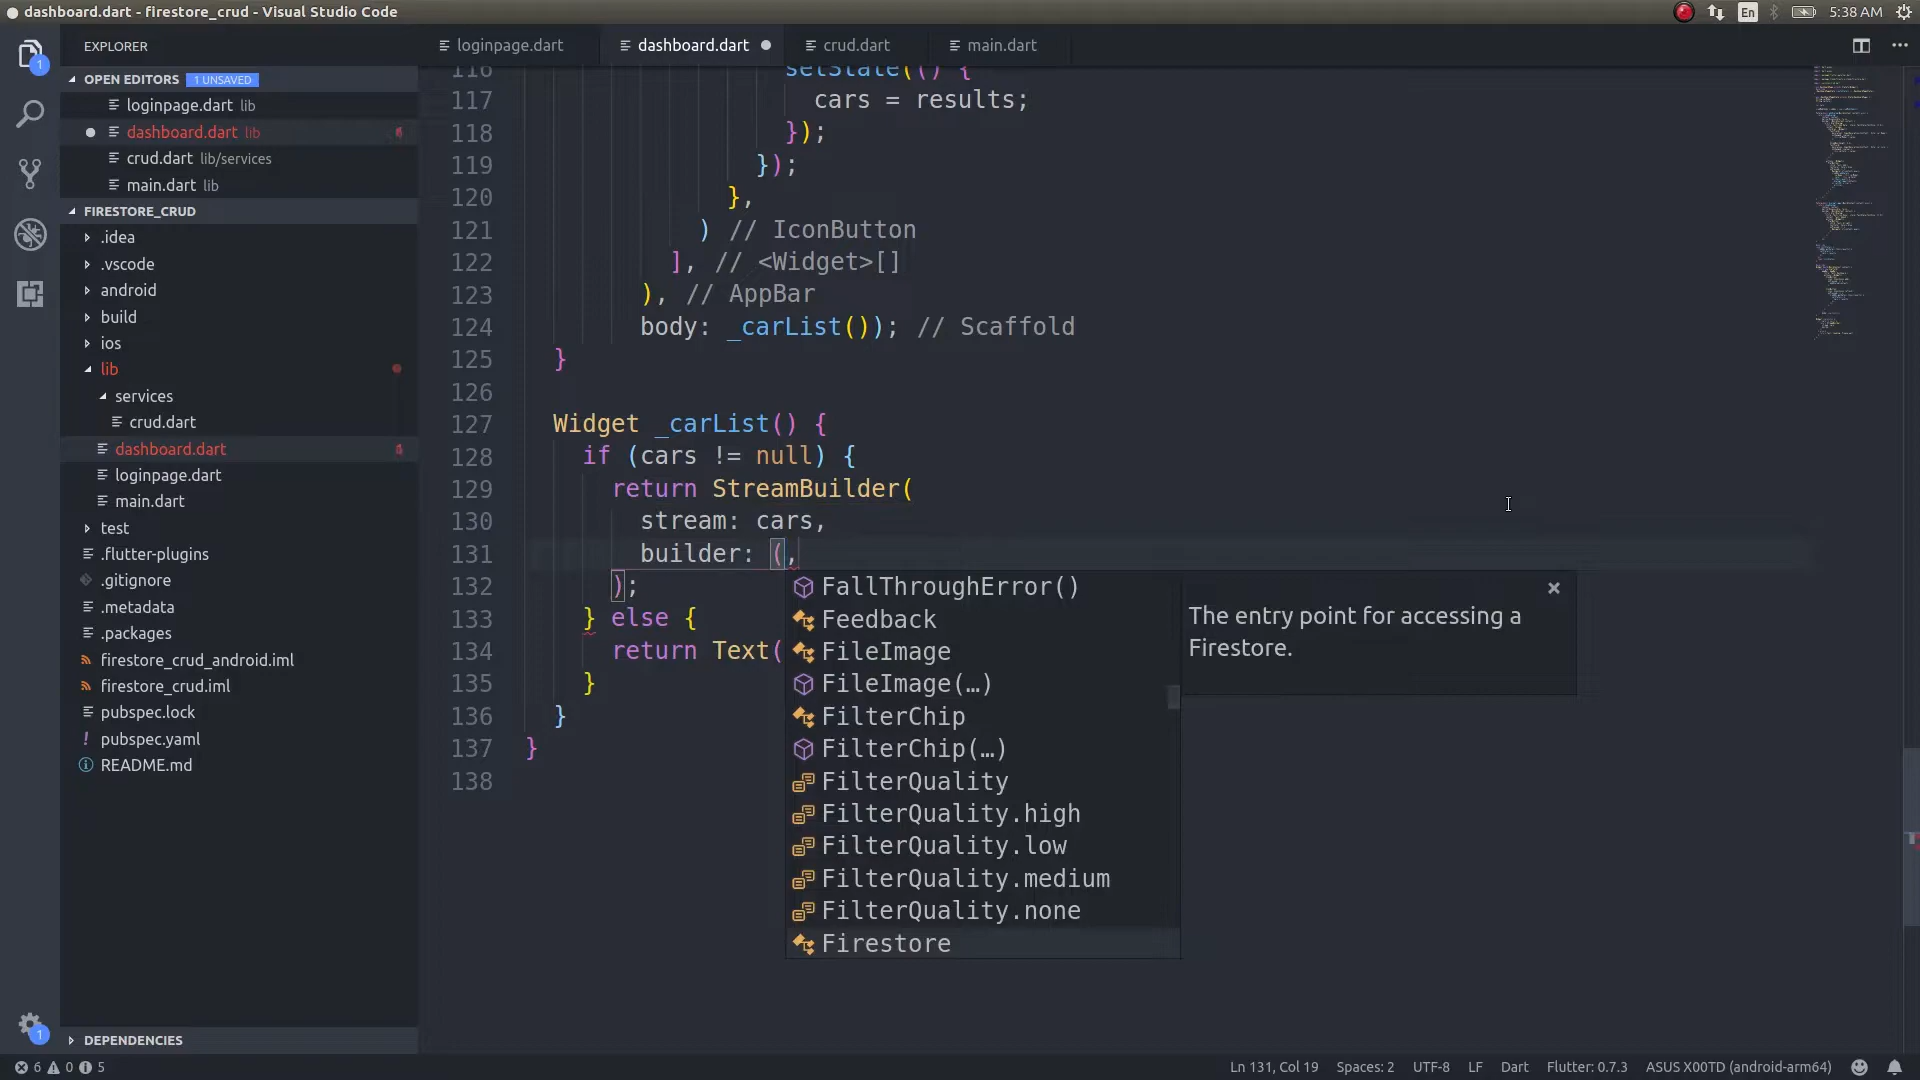 dashboard.dart - firestore_crud - Visual Studio Code
En
5:38 AM
EXPLORER
loginpage.dart
dashboard.dart
crud.dart
main.dart
OPEN EDITORS 1 UNSAVED
loginpage.dart lib
dashboard.dart lib
crud.dart lib/services
main.dart lib
FIRESTORE_CRUD
.idea
.vscode
android
build
ios
lib
services
crud.dart
dashboard.dart
loginpage.dart
main.dart
test
.flutter-plugins
.gitignore
.metadata
.packages
firestore_crud_android.iml
firestore_crud.iml
pubspec.lock
pubspec.yaml
README.md
DEPENDENCIES
1
1
116 setState(() {
117 cars = results;
118 });
119 });
120 },
121 ) // IconButton
122 ], // <Widget>[]
123 ), // AppBar
124 body: _carList()); // Scaffold
125 }
126
127 Widget _carList() {
128 if (cars != null) {
129 return StreamBuilder(
130 stream: cars,
131 builder: (,
132 );
133 } else {
134 return Text(
135 }
136 }
137 }
138
FallThroughError()
Feedback
FileImage
FileImage(…)
FilterChip
FilterChip(…)
FilterQuality
FilterQuality.high
FilterQuality.low
FilterQuality.medium
FilterQuality.none
Firestore
The entry point for accessing a
Firestore.
6 0 5
Ln 131, Col 19 Spaces: 2 UTF-8 LF Dart Flutter: 0.7.3 ASUS X00TD (android-arm64)